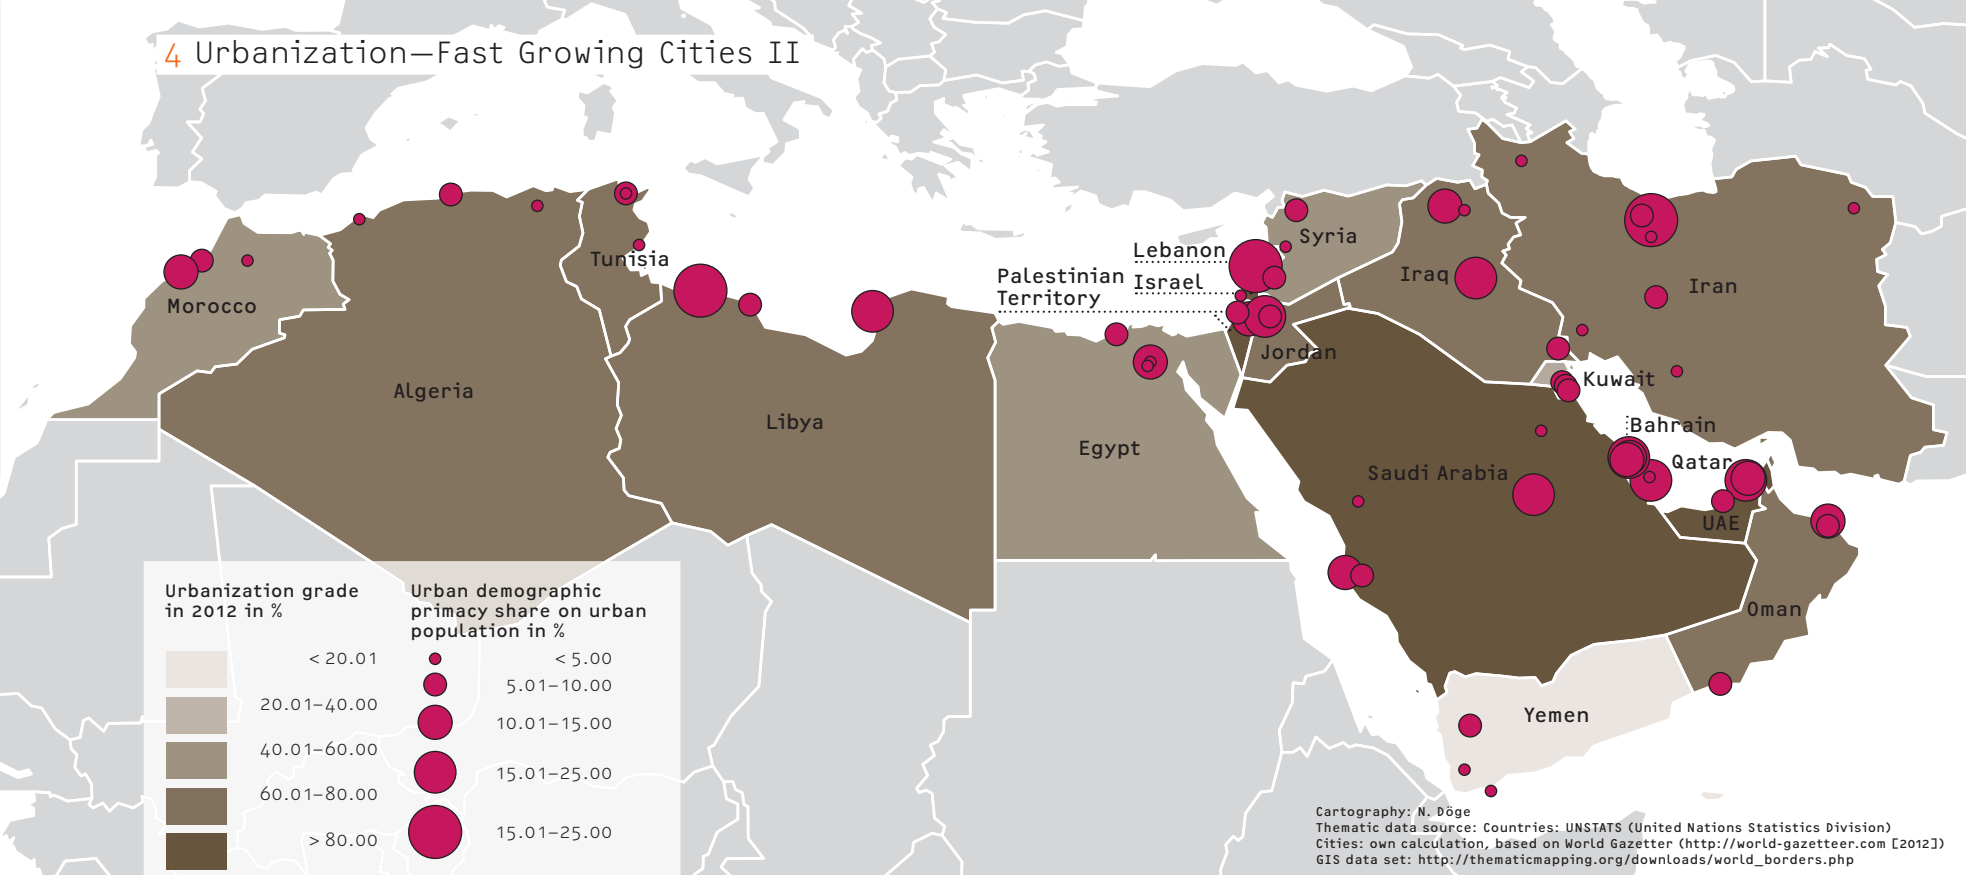 4 Urbanization—Fast Growing Cities II
Lebanon
Syria
Palestinian
Territory
Israel
Tunisia
Morocco
Iraq
Iran
Jordan
Algeria
Libya
Egypt
Kuwait
Bahrain
Qatar
Saudi Arabia
UAE
Oman
Yemen
Urbanization grade
in 2012 in %
< 20.01
20.01–40.00
40.01–60.00
60.01–80.00
> 80.00
Urban demographic
primacy share on urban
population in %
< 5.00
5.01–10.00
10.01–15.00
15.01–25.00
15.01–25.00
Cartography: N. Döge
Thematic data source: Countries: UNSTATS (United Nations Statistics Division)
Cities: own calculation, based on World Gazetter (http://world-gazetteer.com [2012])
GIS data set: http://thematicmapping.org/downloads/world_borders.php